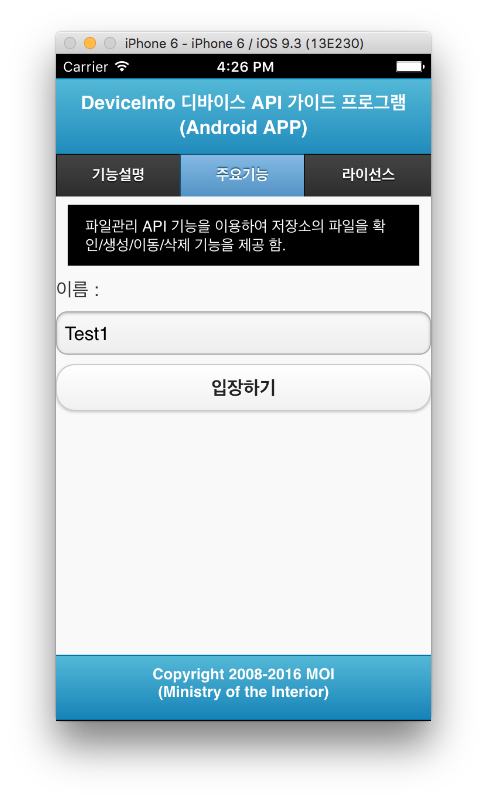 iPhone 6 - iPhone 6 / iOS 9.3 (13E230)
Carrier 4:26 PM
DeviceInfo 디바이스 API 가이드 프로그램
(Android APP)
기능설명 주요기능 라이선스
파일관리 API 기능을 이용하여 저장소의 파일을 확
인/생성/이동/삭제 기능을 제공 함.
이름 :
Test1
입장하기
Copyright 2008-2016 MOI
(Ministry of the Interior)